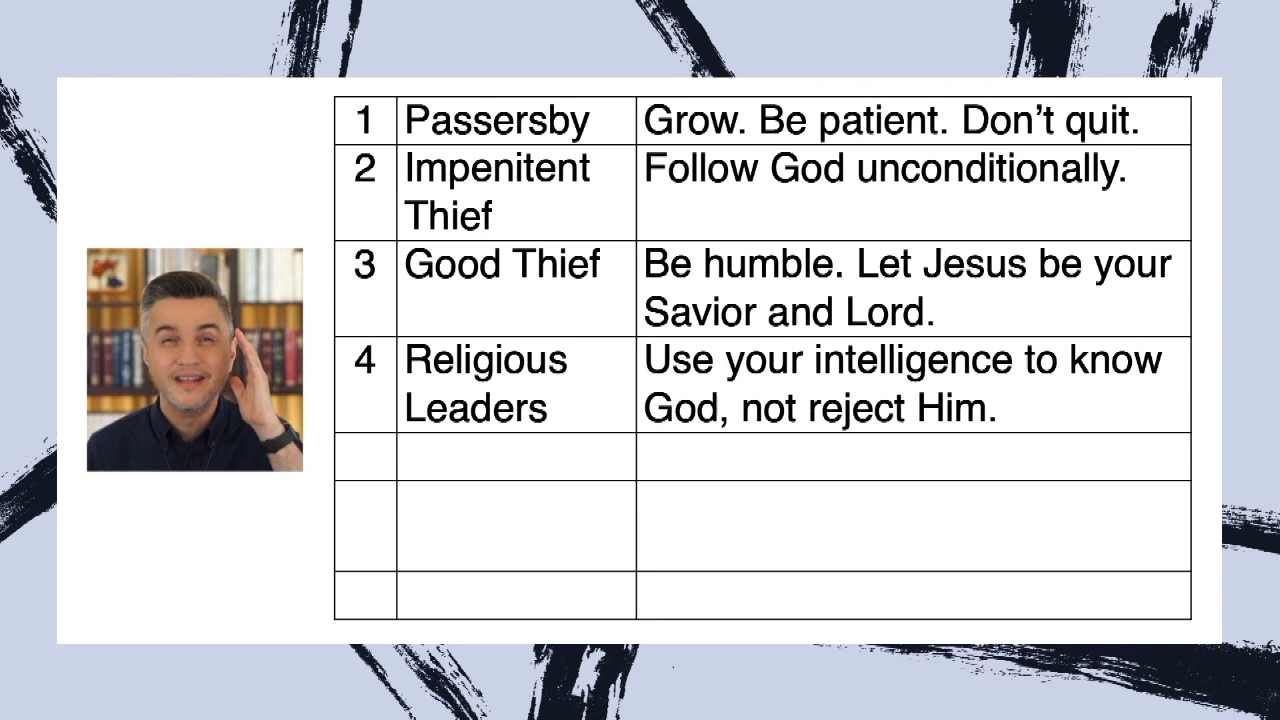 1 Passersby Grow. Be patient. Don’t quit.
2 Impenitent Follow God unconditionally.
Thief
3 Good Thief Be humble. Let Jesus be your
Savior and Lord.
4 Religious Use your intelligence to know
Leaders God, not reject Him.